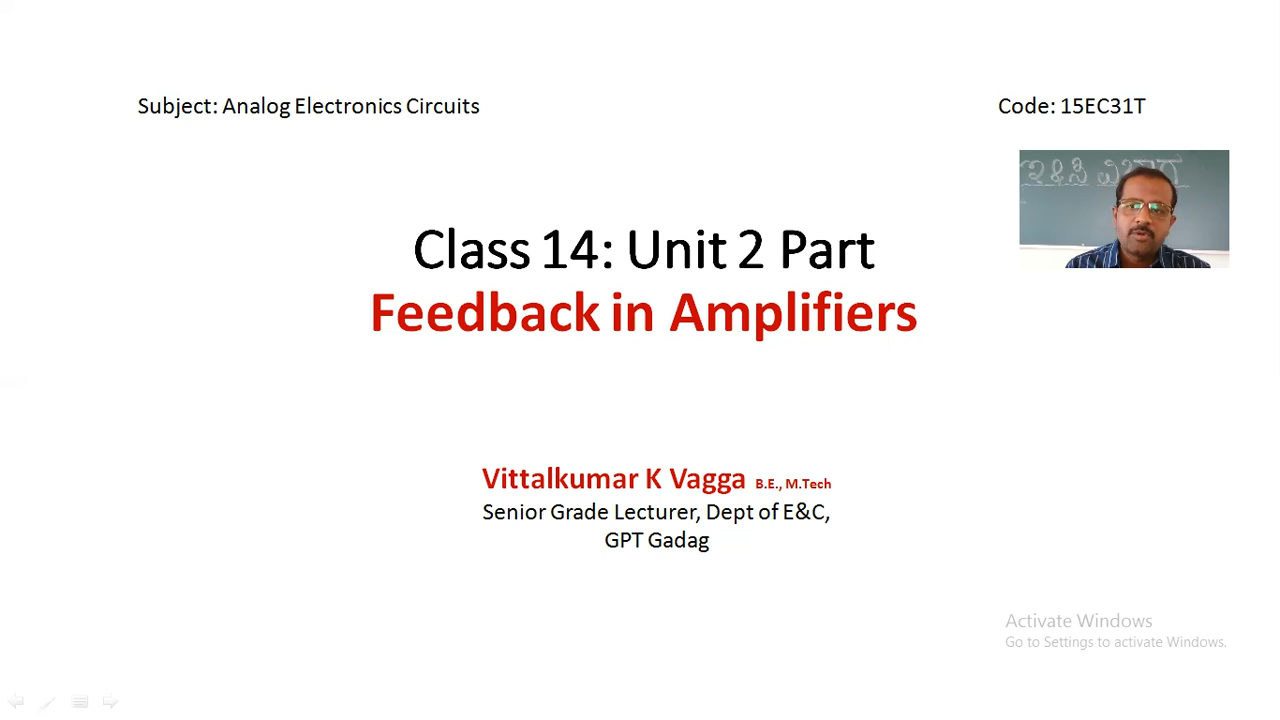 Subject: Analog Electronics Circuits
Code: 15EC31T
ಇ&ಸಿ ವಿಭಾಗ
Class 14: Unit 2 Part
Feedback in Amplifiers
Vittalkumar K Vagga B.E., M.Tech
Senior Grade Lecturer, Dept of E&C,
GPT Gadag
Activate Windows
Go to Settings to activate Windows.